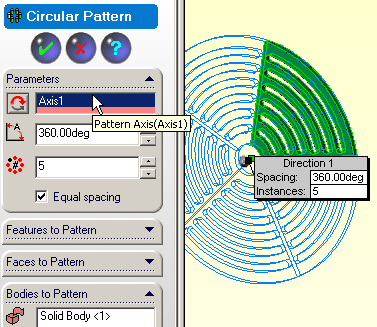 Circular Pattern
Parameters
Axis1
Pattern Axis(Axis1)
360.00deg
5
Equal spacing
Features to Pattern
Faces to Pattern
Bodies to Pattern
Solid Body <1>
Direction 1
Spacing: 360.00deg
Instances: 5